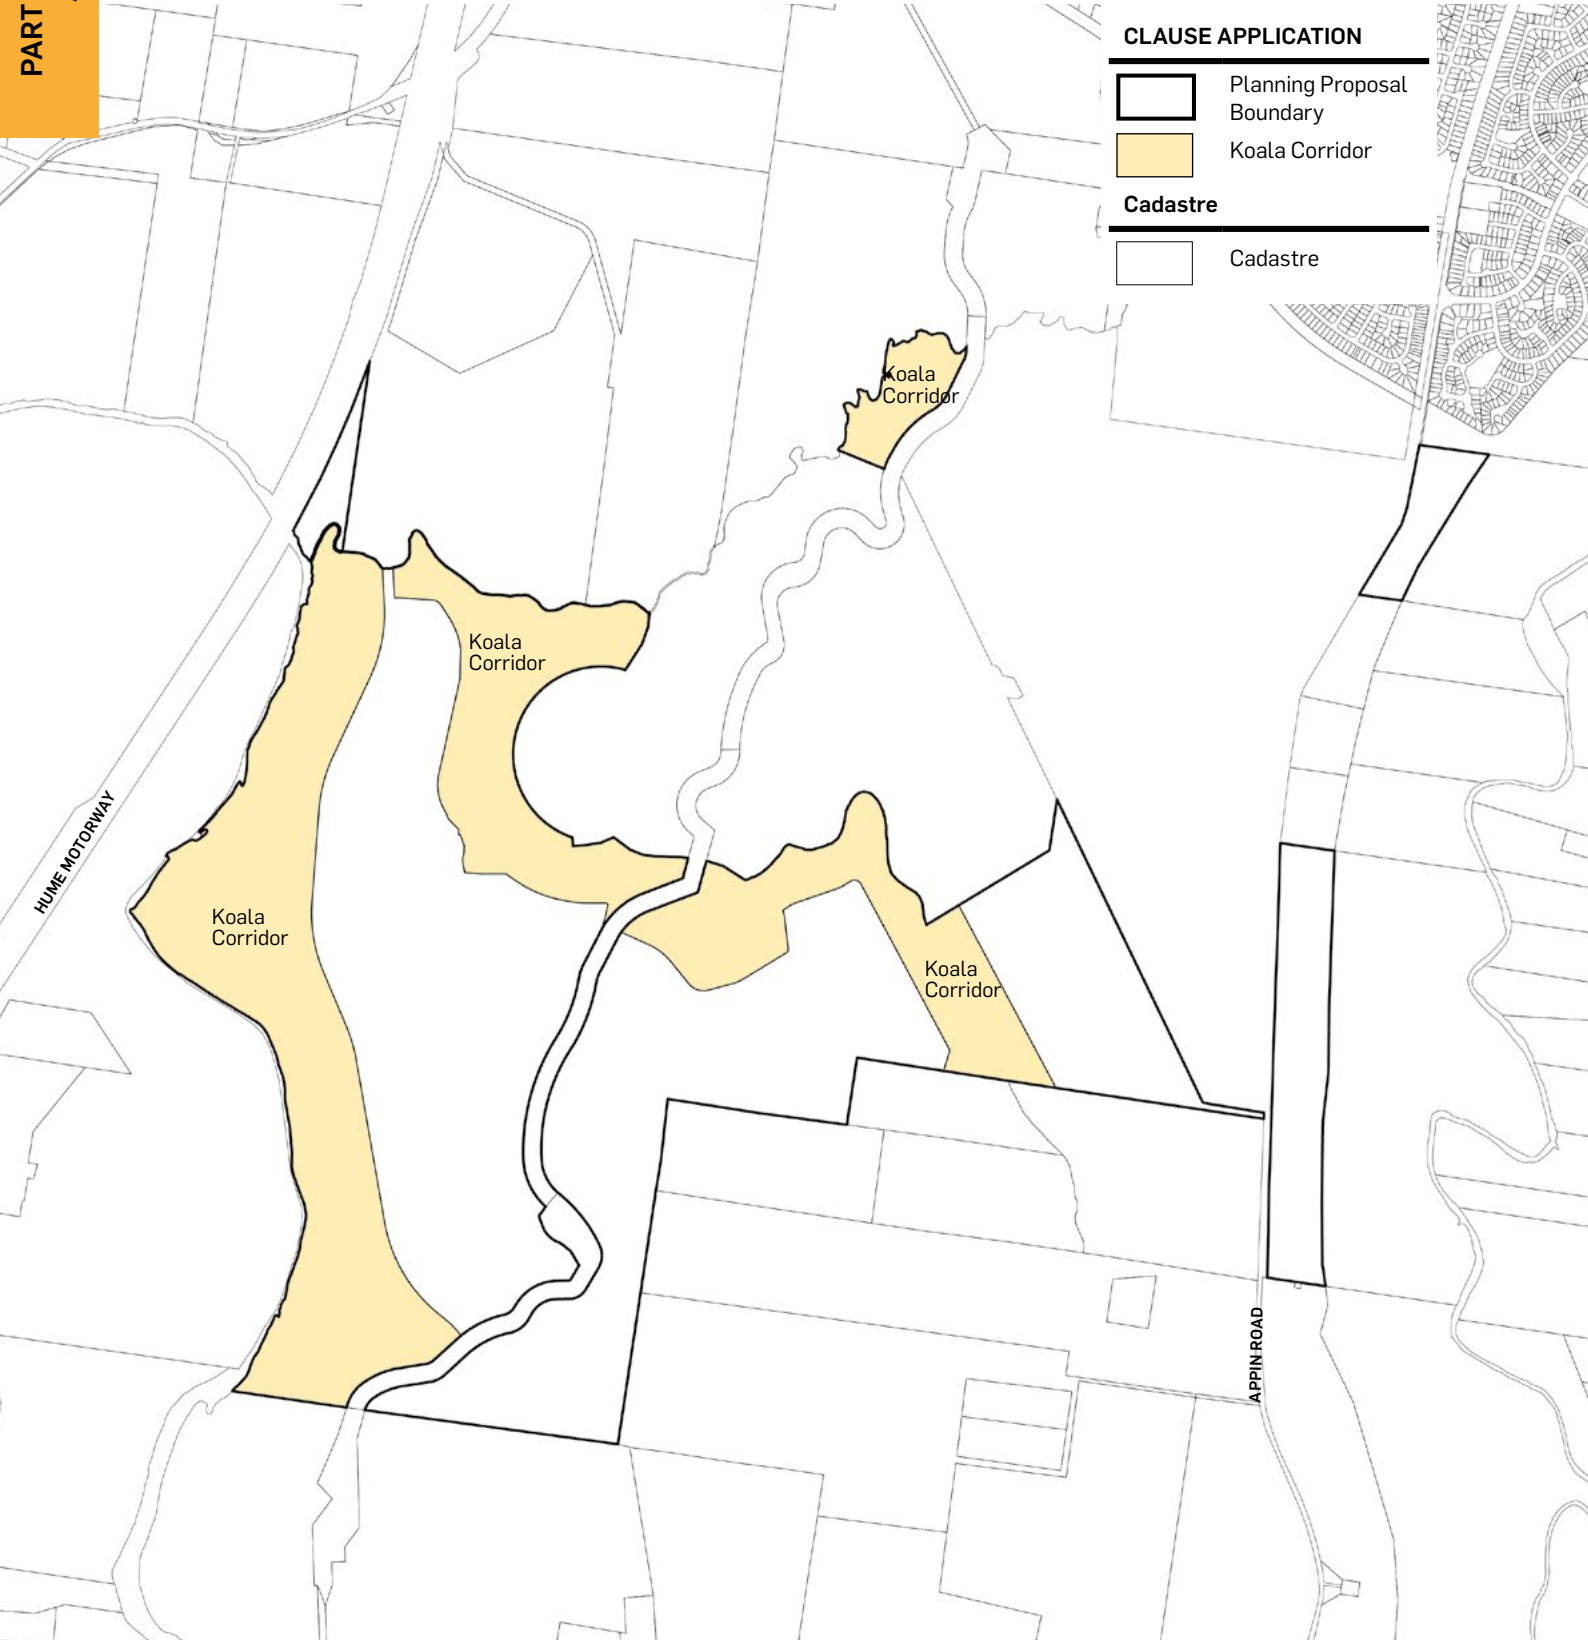 PART
CLAUSE APPLICATION
Planning Proposal
Boundary
Koala Corridor
Cadastre
Cadastre
Koala
Corridor
Koala
Corridor
HUME MOTORWAY
Koala
Corridor
Koala
Corridor
APPIN ROAD